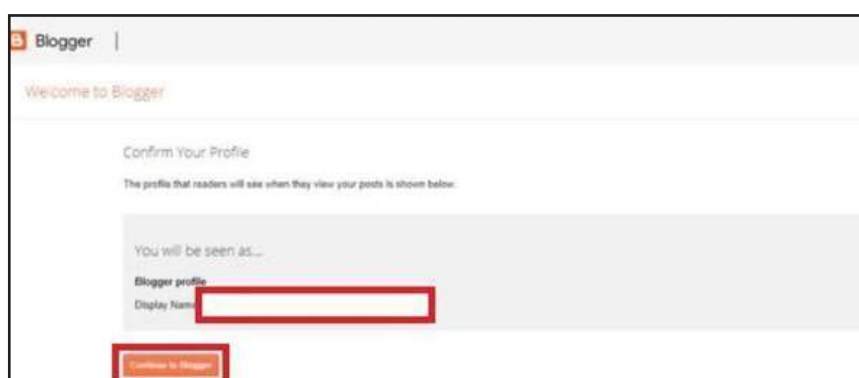 Blogger
Welcome to Blogger
Confirm Your Profile
The profile that readers will see when they view your posts is shown below.
You will be seen as...
Blogger profile
Display Name
Continue to Blogger